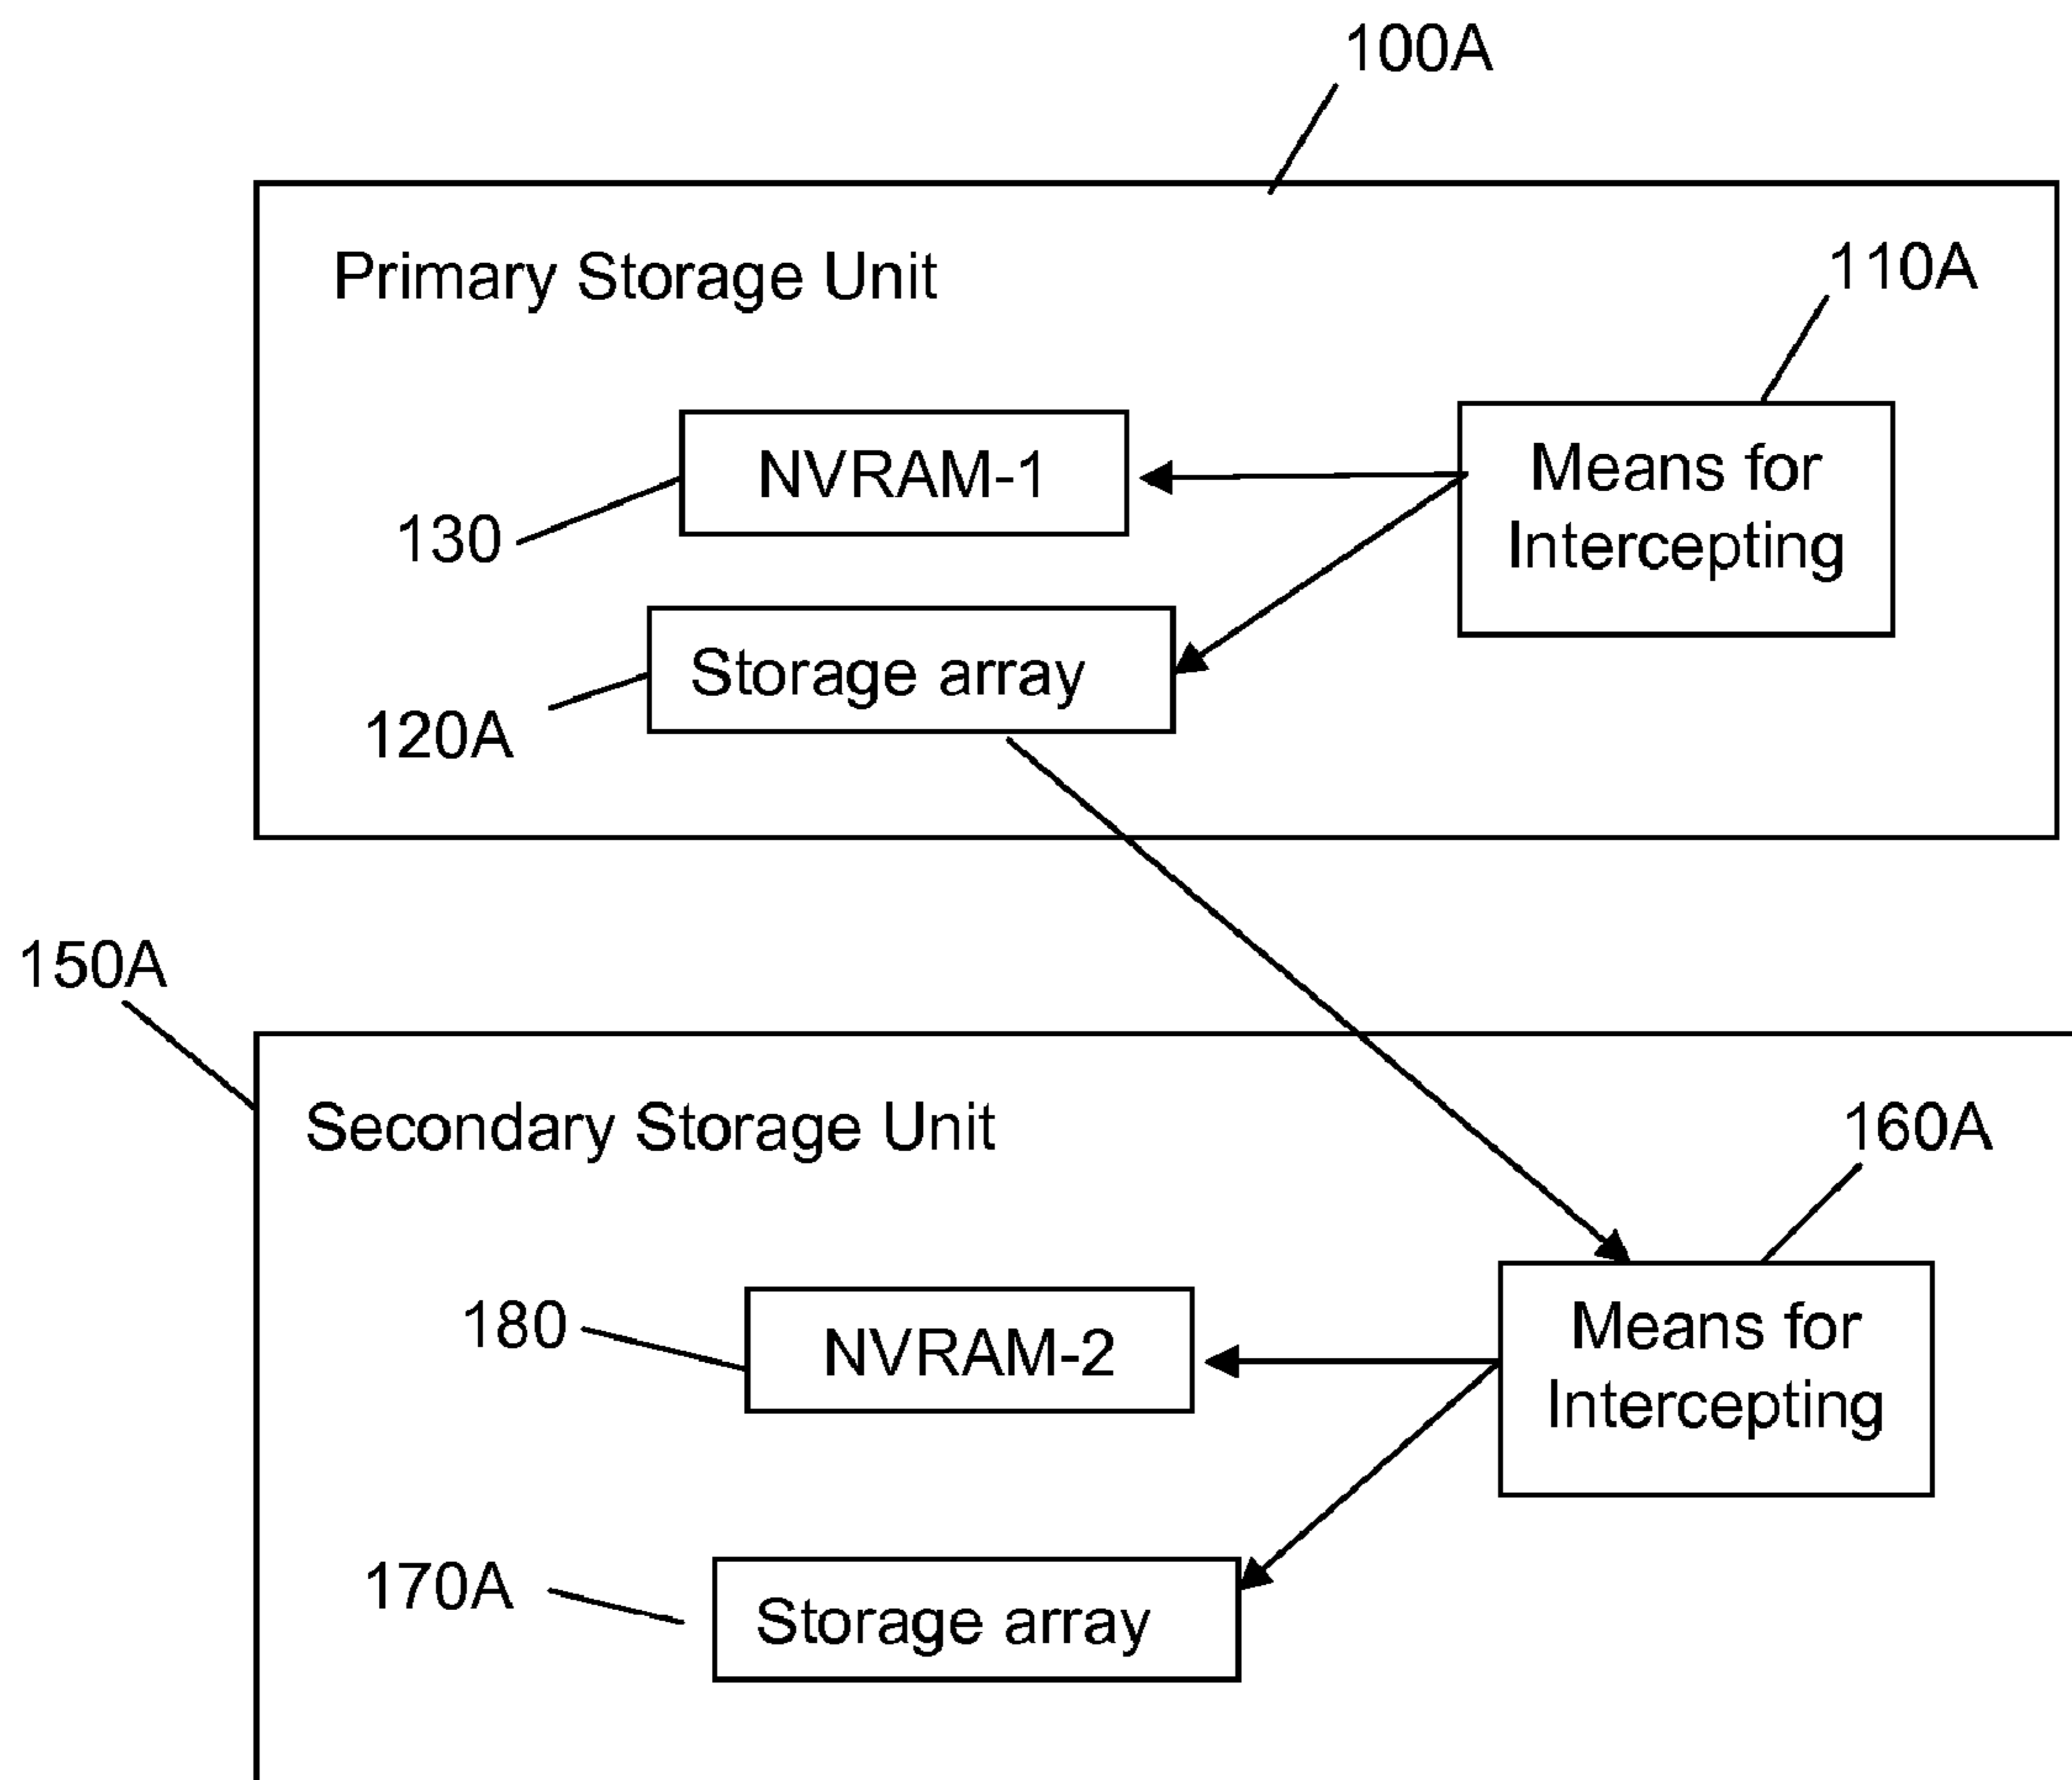 100A
Primary Storage Unit
110A
NVRAM-1
Means for
Intercepting
130
Storage array
120A
150A
Secondary Storage Unit
160A
180
NVRAM-2
Means for
Intercepting
170A
Storage array